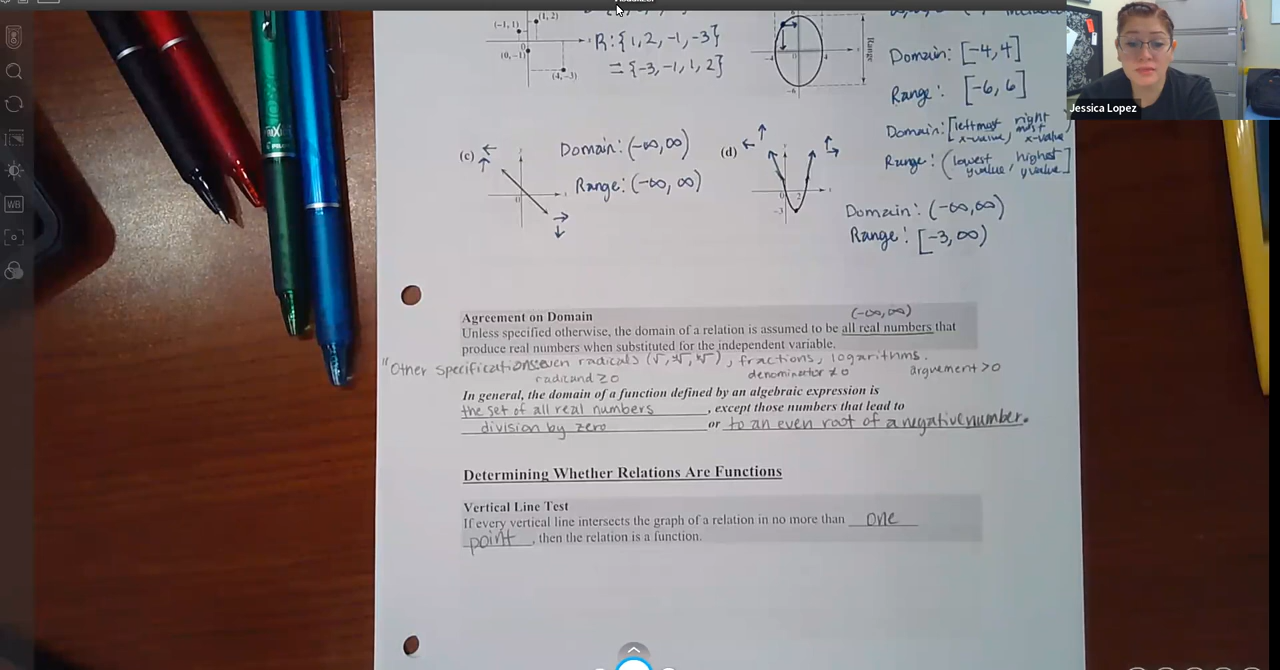 (-1, 1)
(1, 2)
(0, -1)
(4, -3)
R: {1, 2, -1, -3}
= {-3, -1, 1, 2}
-4
0
4
-6
Range
Domain: [-4, 4]
Range: [-6, 6]
Jessica Lopez
Domain: [leftmost x-value, right most x-value]
Range: (lowest y value, highest y value]
(c)
Domain: (-∞, ∞)
Range: (-∞, ∞)
(d)
-3
Domain: (-∞, ∞)
Range: [-3, ∞)
WB
Agreement on Domain
(-∞, ∞)
Unless specified otherwise, the domain of a relation is assumed to be all real numbers that
produce real numbers when substituted for the independent variable.
"Other specifications: even radicals (√, ∜, ), fractions, logarithms.
radicand ≥ 0 denominator ≠ 0 arguement > 0
In general, the domain of a function defined by an algebraic expression is
the set of all real numbers, except those numbers that lead to
division by zero or to an even root of a negative number.
Determining Whether Relations Are Functions
Vertical Line Test
If every vertical line intersects the graph of a relation in no more than one
point, then the relation is a function.